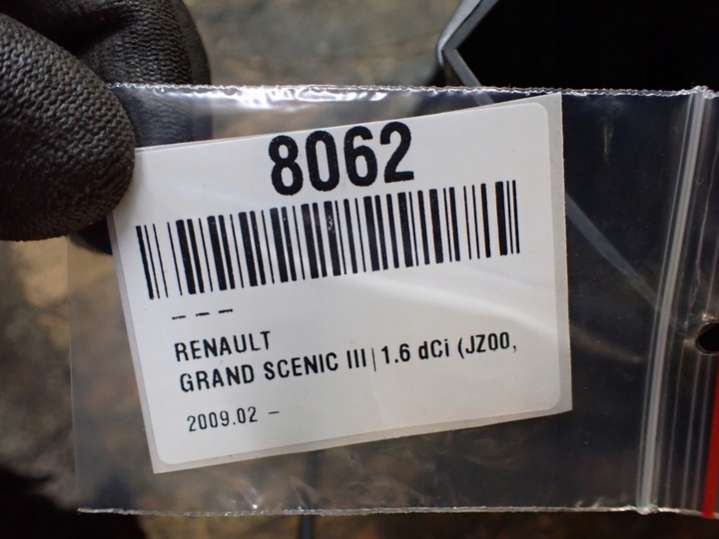 8062
– – –
RENAULT
GRAND SCENIC III|1.6 dCi (JZ00,
2009.02 –